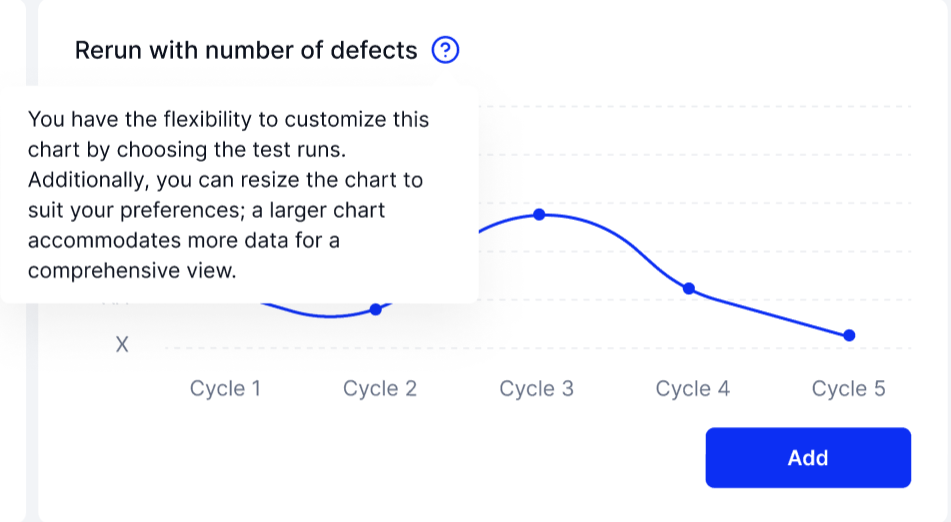 Rerun with number of defects
You have the flexibility to customize this
chart by choosing the test runs.
Additionally, you can resize the chart to
suit your preferences; a larger chart
accommodates more data for a
comprehensive view.
X
Cycle 1 Cycle 2 Cycle 3 Cycle 4 Cycle 5
Add